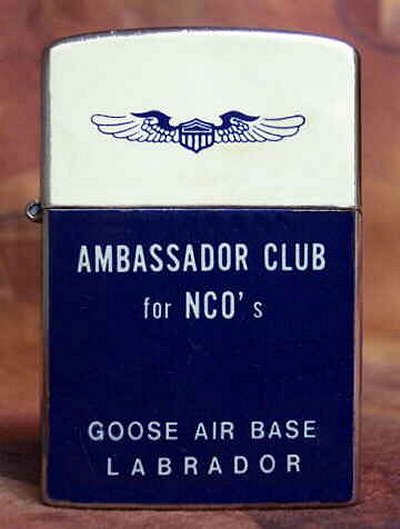 AMBASSADOR CLUB
for NCO's
GOOSE AIR BASE
LABRADOR